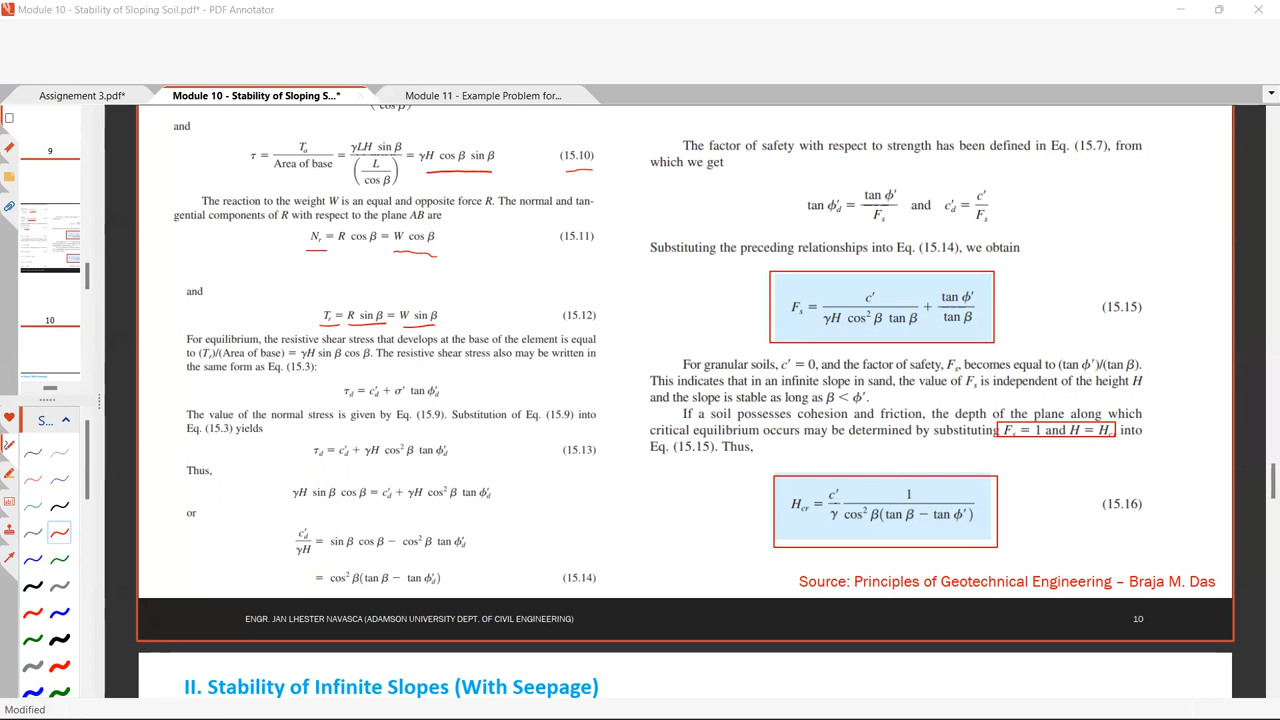 Module 10 - Stability of Sloping Soil.pdf* - PDF Annotator
Assignement 3.pdf*
Module 10 - Stability of Sloping S...*
Module 11 - Example Problem for...
9
10
S...
Modified
(cos β)
and
τ = Tₐ / Area of base = γLH sin β / (L / cos β) = γH cos β sin β (15.10)
The reaction to the weight W is an equal and opposite force R. The normal and tan-
gential components of R with respect to the plane AB are
Nᵣ = R cos β = W cos β (15.11)
and
Tᵣ = R sin β = W sin β (15.12)
For equilibrium, the resistive shear stress that develops at the base of the element is equal
to (Tᵣ)/(Area of base) = γH sin β cos β. The resistive shear stress also may be written in
the same form as Eq. (15.3):
τd = c′d + σ′ tan ϕ′d
The value of the normal stress is given by Eq. (15.9). Substitution of Eq. (15.9) into
Eq. (15.3) yields
τd = c′d + γH cos² β tan ϕ′d (15.13)
Thus,
γH sin β cos β = c′d + γH cos² β tan ϕ′d
or
c′d / γH = sin β cos β − cos² β tan ϕ′d
= cos² β(tan β − tan ϕ′d) (15.14)
The factor of safety with respect to strength has been defined in Eq. (15.7), from
which we get
tan ϕ′d = tan ϕ′ / Fₛ and c′d = c′ / Fₛ
Substituting the preceding relationships into Eq. (15.14), we obtain
Fₛ = c′ / γH cos² β tan β + tan ϕ′ / tan β (15.15)
For granular soils, c′ = 0, and the factor of safety, Fₛ, becomes equal to (tan ϕ′)/(tan β).
This indicates that in an infinite slope in sand, the value of Fₛ is independent of the height H
and the slope is stable as long as β < ϕ′.
If a soil possesses cohesion and friction, the depth of the plane along which
critical equilibrium occurs may be determined by substituting Fₛ = 1 and H = Hcr into
Eq. (15.15). Thus,
Hcr = c′ / γ 1 / cos² β(tan β − tan ϕ′) (15.16)
Source: Principles of Geotechnical Engineering – Braja M. Das
ENGR. JAN LHESTER NAVASCA (ADAMSON UNIVERSITY DEPT. OF CIVIL ENGINEERING)
10
II. Stability of Infinite Slopes (With Seepage)